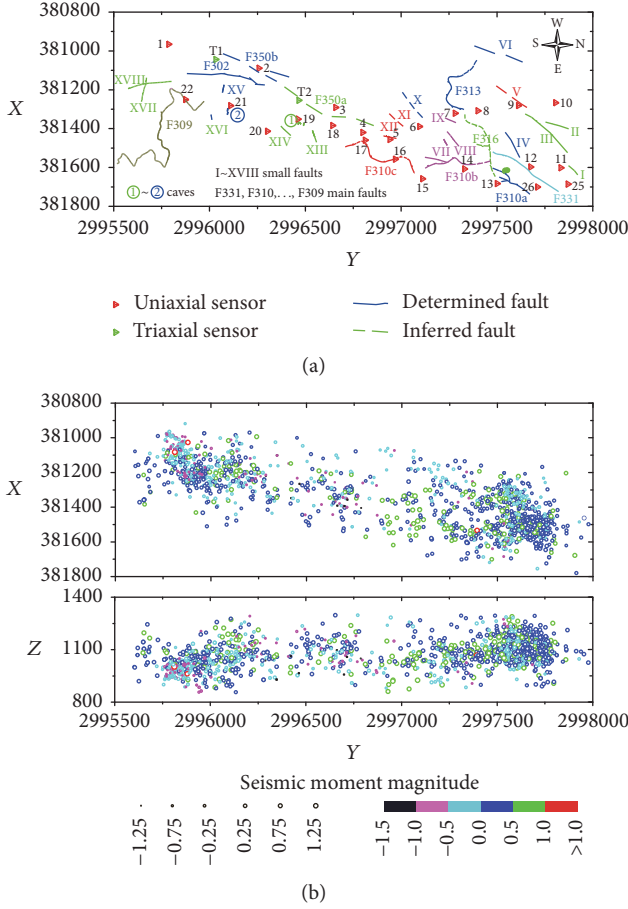 380800
W
1
T1
VI
381000
F350b
S
N
F302
2
XVIII
E
F313
22
XV
T2
X
V
10
X
381200
XVII
21
F350a
9
2
1
19
3
XI
IX
7
8
II
F309
XVI
20
XIV
18
4
5
6
F316
III
381400
XIII
XII
IV
17
VII
VIII
12
11
I
I~XVIII small faults
16
14
381600
1 ~ 2 caves
F331, F310,…, F309 main faults
F310c
15
F310b
13
26
25
381800
F310a
F331
2995500 2996000 2996500 2997000 2997500 2998000
Y
Uniaxial sensor
Determined fault
Triaxial sensor
Inferred fault
(a)
380800
381000
X
381200
381400
381600
381800
1400
Z
1100
800
2995500 2996000 2996500 2997000 2997500 2998000
Y
Seismic moment magnitude
−1.25
−0.75
−0.25
0.25
0.75
1.25
−1.5
−1.0
−0.5
0.0
0.5
1.0
>1.0
(b)